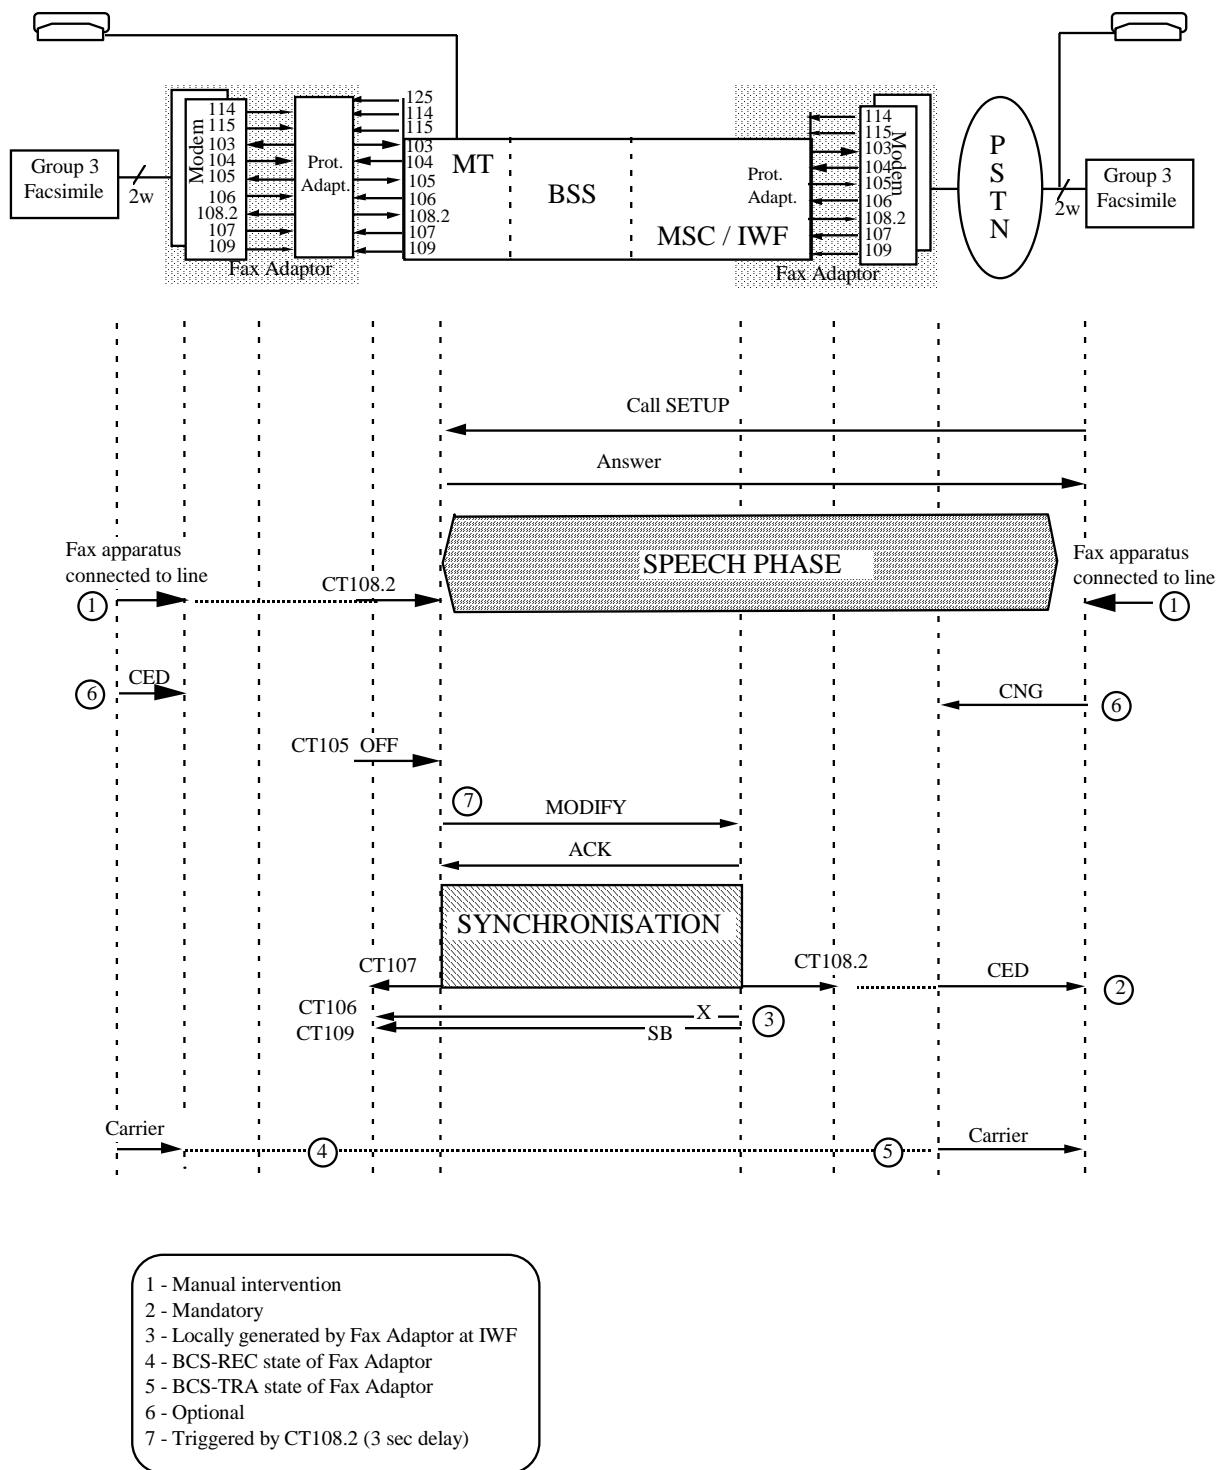 125
114
114
114
115
115
115
103
103
103
104
104
104
105
105
105
106
106
106
108.2
108.2
108.2
107
107
107
109
109
109
Modem
Modem
Group 3
Facsimile
2w
Prot.
Adapt.
MT
BSS
MSC / IWF
Prot.
Adapt.
Fax Adaptor
Fax Adaptor
P
S
T
N
2w
Group 3
Facsimile
Call SETUP
Answer
SPEECH PHASE
Fax apparatus
connected to line
1
CT108.2
Fax apparatus
connected to line
1
6
CED
CNG
6
CT105 OFF
7
MODIFY
ACK
SYNCHRONISATION
CT107
CT108.2
CED
2
CT106
X
3
CT109
SB
Carrier
4
5
Carrier
1 - Manual intervention
2 - Mandatory
3 - Locally generated by Fax Adaptor at IWF
4 - BCS-REC state of Fax Adaptor
5 - BCS-TRA state of Fax Adaptor
6 - Optional
7 - Triggered by CT108.2 (3 sec delay)